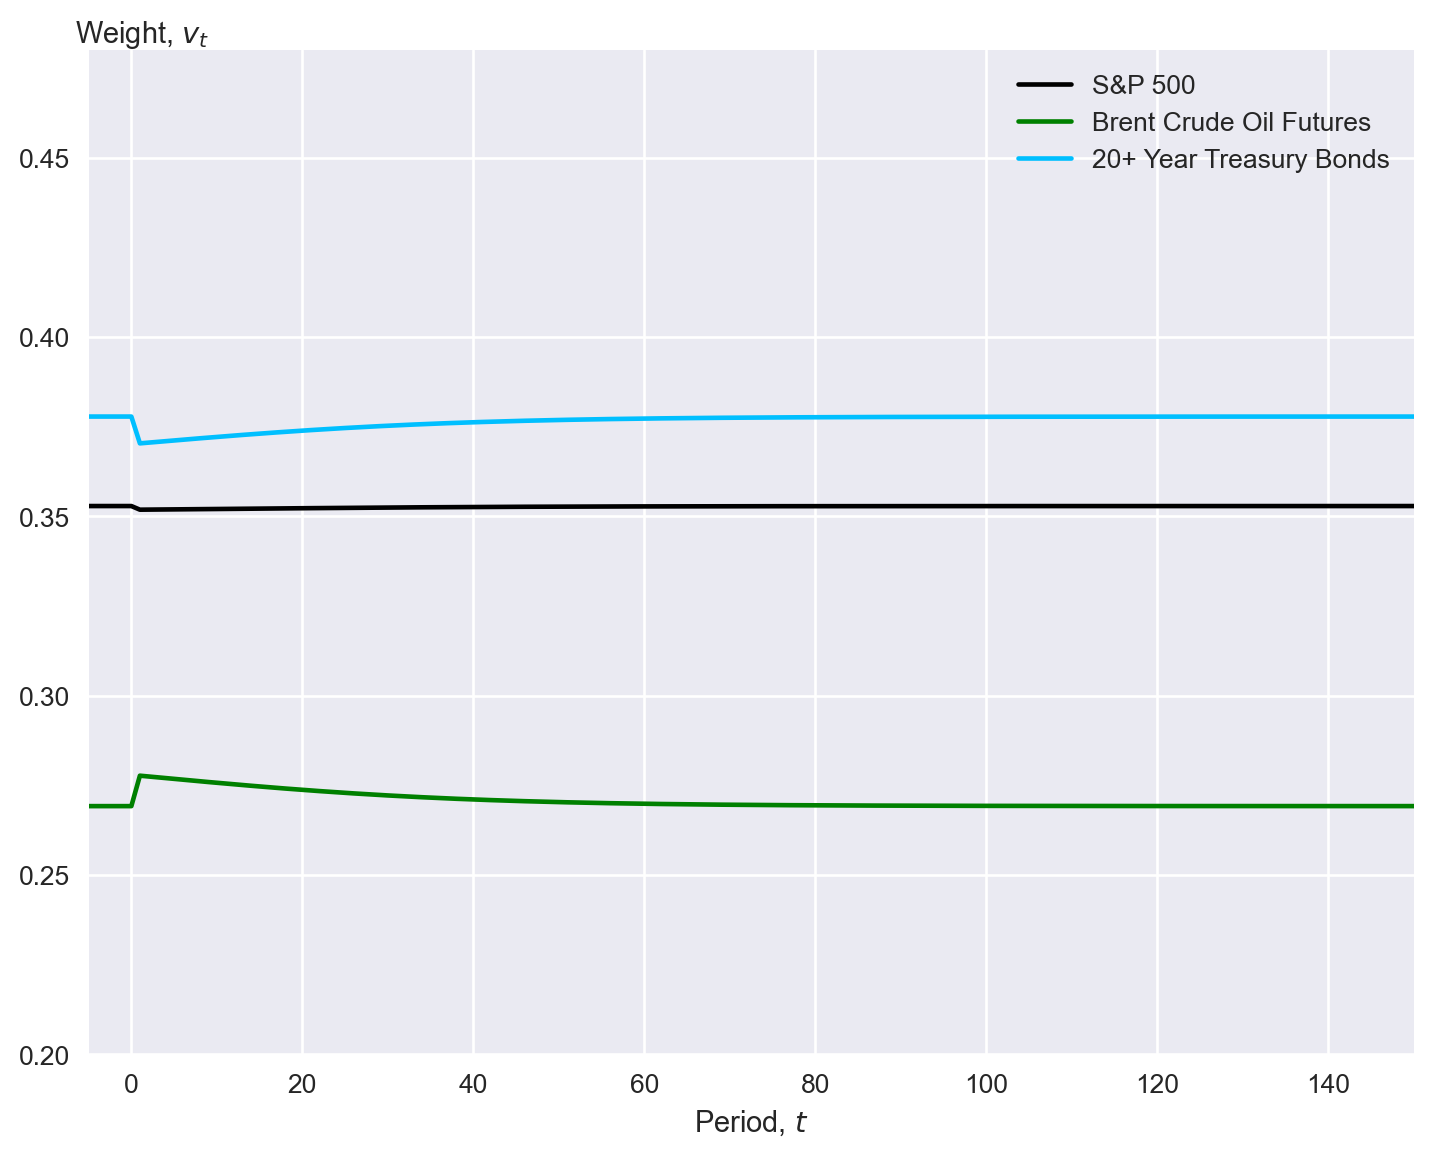 Weight, vt
S&P 500
Brent Crude Oil Futures
20+ Year Treasury Bonds
0.45
0.40
0.35
0.30
0.25
0.20
0 20 40 60 80 100 120 140
Period, t